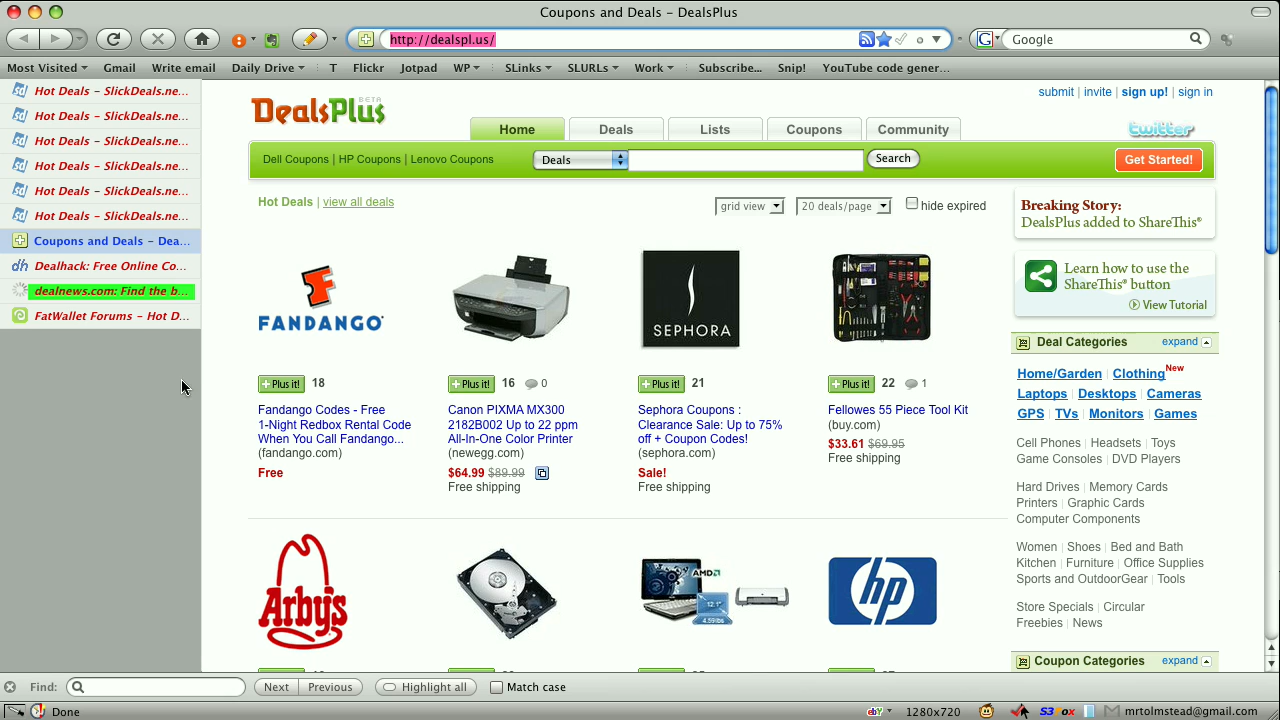 Coupons and Deals – DealsPlus
http://dealspl.us/
Google
Most Visited Gmail Write email Daily Drive T Flickr Jotpad WP SLinks SLURLs Work Subscribe... Snip! YouTube code gener...
Hot Deals – SlickDeals.ne...
Hot Deals – SlickDeals.ne...
Hot Deals – SlickDeals.ne...
Hot Deals – SlickDeals.ne...
Hot Deals – SlickDeals.ne...
Hot Deals – SlickDeals.ne...
Coupons and Deals – Dea...
Dealhack: Free Online Co...
dealnews.com: Find the b...
FatWallet Forums – Hot D...
submit | invite | sign up! | sign in
DealsPlus BETA
Home Deals Lists Coupons Community
twitter
Dell Coupons | HP Coupons | Lenovo Coupons
Deals Search
Get Started!
Hot Deals | view all deals
grid view 20 deals/page hide expired
FANDANGO
SEPHORA
Plus it! 18
Plus it! 16 0
Plus it! 21
Plus it! 22 1
Fandango Codes - Free
1-Night Redbox Rental Code
When You Call Fandango...
(fandango.com)
Free
Canon PIXMA MX300
2182B002 Up to 22 ppm
All-In-One Color Printer
(newegg.com)
$64.99 $89.99
Free shipping
Sephora Coupons :
Clearance Sale: Up to 75%
off + Coupon Codes!
(sephora.com)
Sale!
Free shipping
Fellowes 55 Piece Tool Kit
(buy.com)
$33.61 $69.95
Free shipping
Arby's
AMD
12.1"
4.59lbs
hp
Breaking Story:
DealsPlus added to ShareThis®
Learn how to use the
ShareThis® button
View Tutorial
Deal Categories expand
Home/Garden | Clothing New
Laptops | Desktops | Cameras
GPS | TVs | Monitors | Games
Cell Phones | Headsets | Toys
Game Consoles | DVD Players
Hard Drives | Memory Cards
Printers | Graphic Cards
Computer Components
Women | Shoes | Bed and Bath
Kitchen | Furniture | Office Supplies
Sports and OutdoorGear | Tools
Store Specials | Circular
Freebies | News
Coupon Categories expand
Find: Next Previous Highlight all Match case
Done
ebY 1280x720 S3Fox mrtolmstead@gmail.com